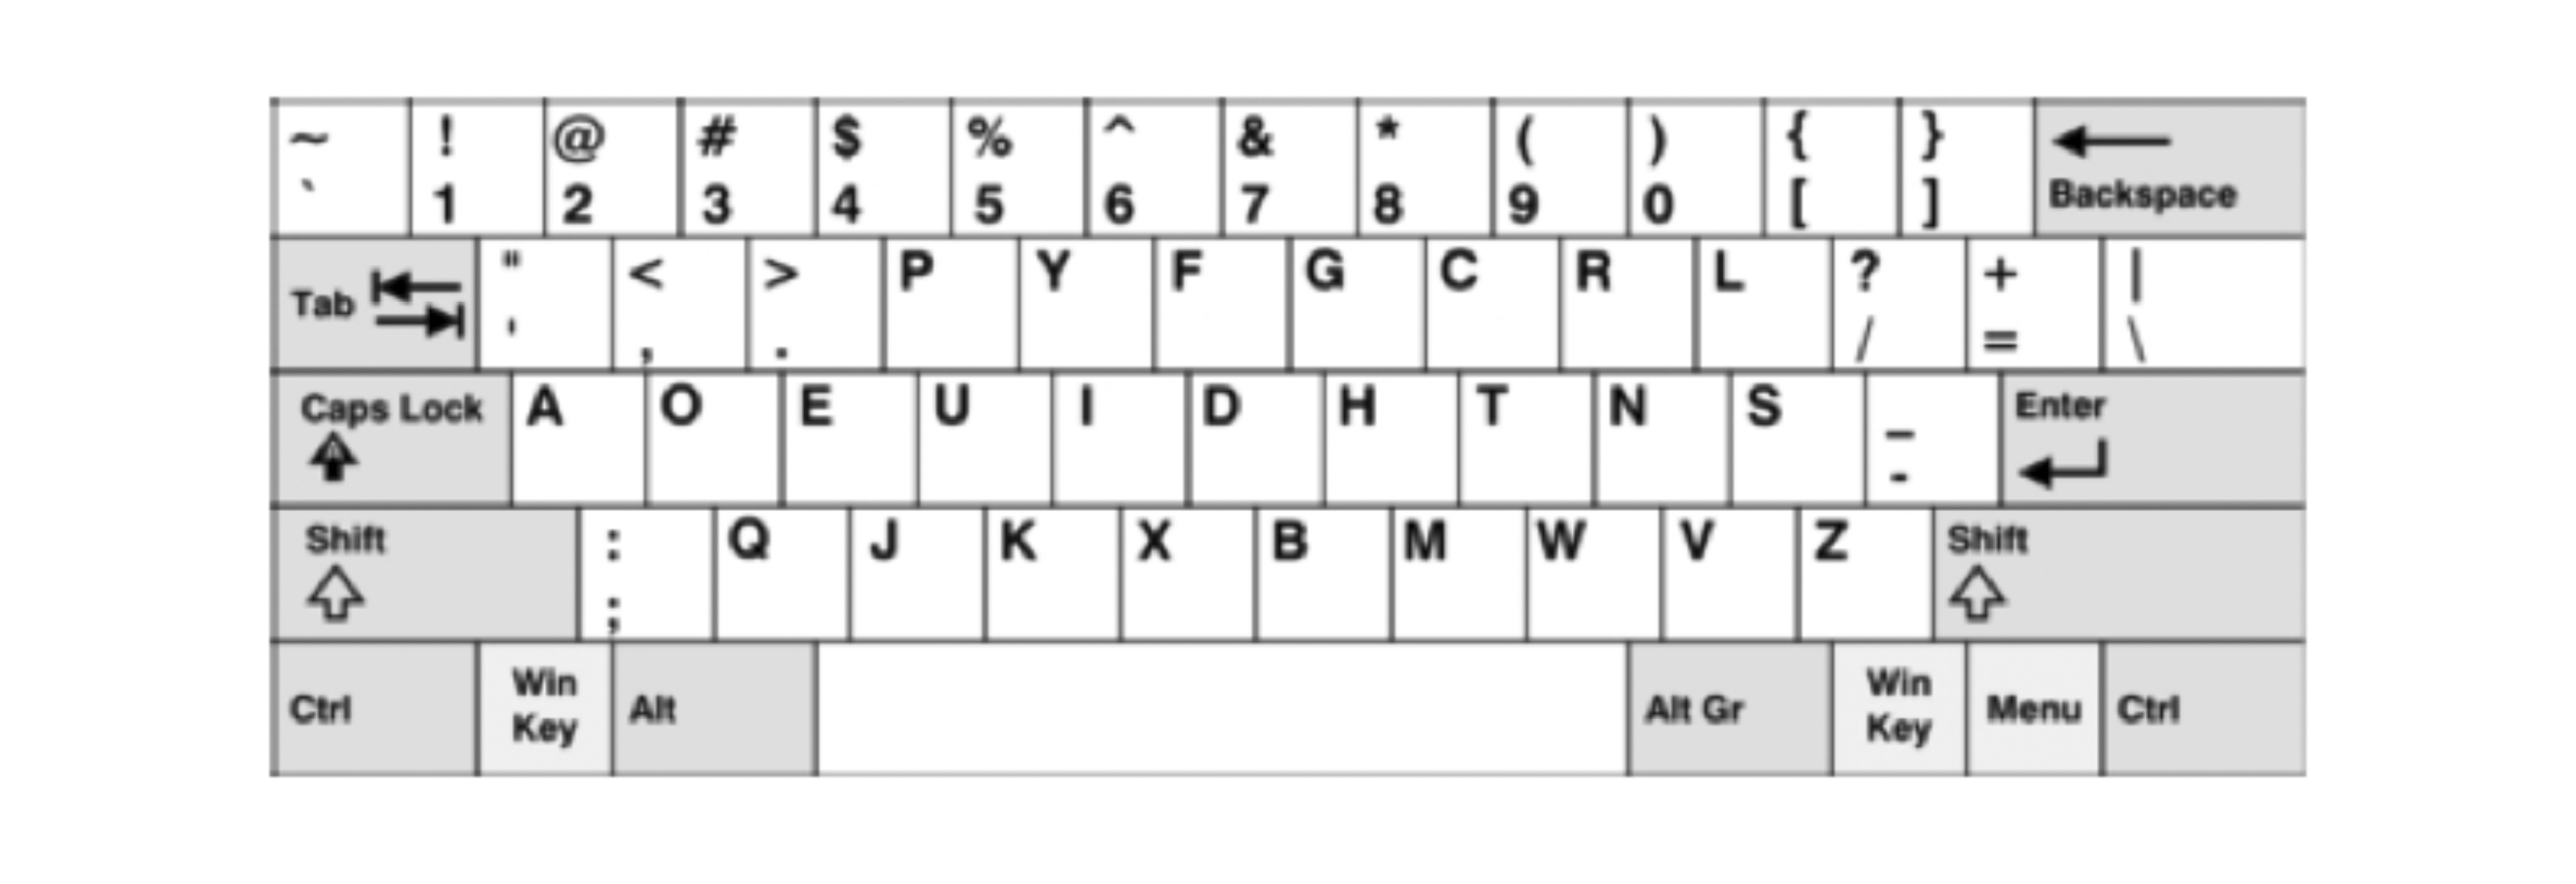 ~ ! @ # $ % ^ & * ( ) { }
` 1 2 3 4 5 6 7 8 9 0 [ ] Backspace
Tab " < > P Y F G C R L ? + |
' , . / = \
Caps Lock A O E U I D H T N S _ Enter
-
Shift : Q J K X B M W V Z Shift
;
Ctrl Win Key Alt Alt Gr Win Key Menu Ctrl